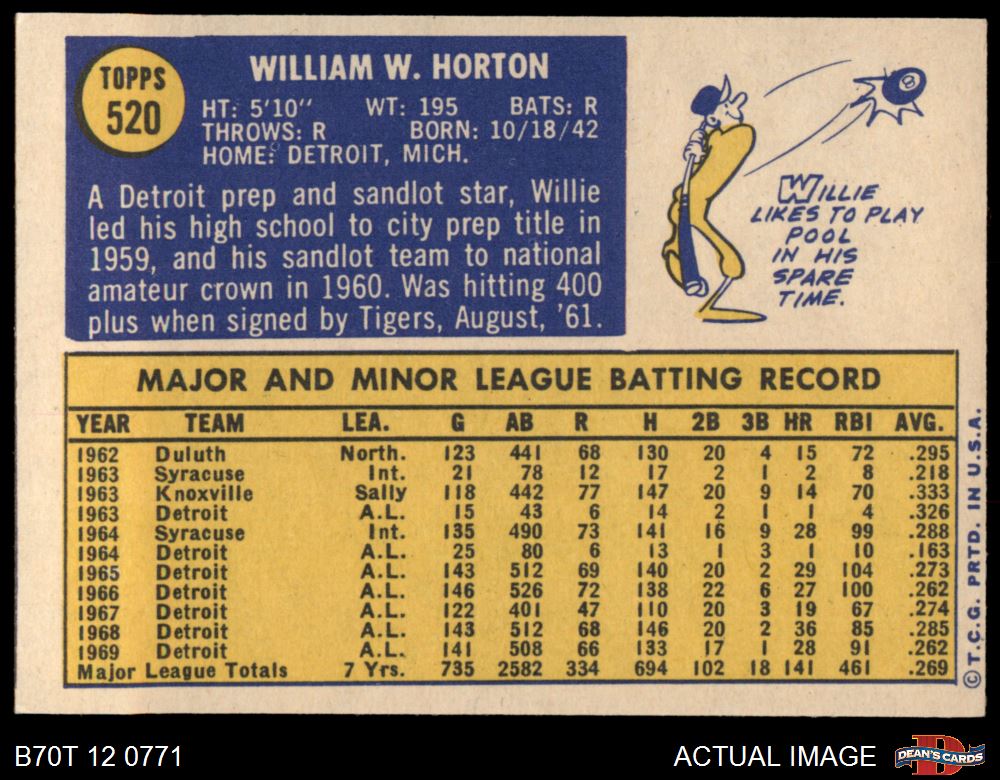 TOPPS
520
WILLIAM W. HORTON
HT: 5'10" WT: 195 BATS: R
THROWS: R BORN: 10/18/42
HOME: DETROIT, MICH.
A Detroit prep and sandlot star, Willie
led his high school to city prep title in
1959, and his sandlot team to national
amateur crown in 1960. Was hitting 400
plus when signed by Tigers, August, '61.
8
WILLIE
LIKES TO PLAY
POOL
IN HIS
SPARE
TIME.
MAJOR AND MINOR LEAGUE BATTING RECORD
YEAR TEAM LEA. G AB R H 2B 3B HR RBI AVG.
1962 Duluth North. 123 441 68 130 20 4 15 72 .295
1963 Syracuse Int. 21 78 12 17 2 1 2 8 .218
1963 Knoxville Sally 118 442 77 147 20 9 14 70 .333
1963 Detroit A.L. 15 43 6 14 2 1 1 4 .326
1964 Syracuse Int. 135 490 73 141 16 9 28 99 .288
1964 Detroit A.L. 25 80 6 13 1 3 1 10 .163
1965 Detroit A.L. 143 512 69 140 20 2 29 104 .273
1966 Detroit A.L. 146 526 72 138 22 6 27 100 .262
1967 Detroit A.L. 122 401 47 110 20 3 19 67 .274
1968 Detroit A.L. 143 512 68 146 20 2 36 85 .285
1969 Detroit A.L. 141 508 66 133 17 1 28 91 .262
Major League Totals 7 Yrs. 735 2582 334 694 102 18 141 461 .269
©T.C.G. PRTD. IN U.S.A.
B70T 12 0771
ACTUAL IMAGE
D
DEAN'S CARDS